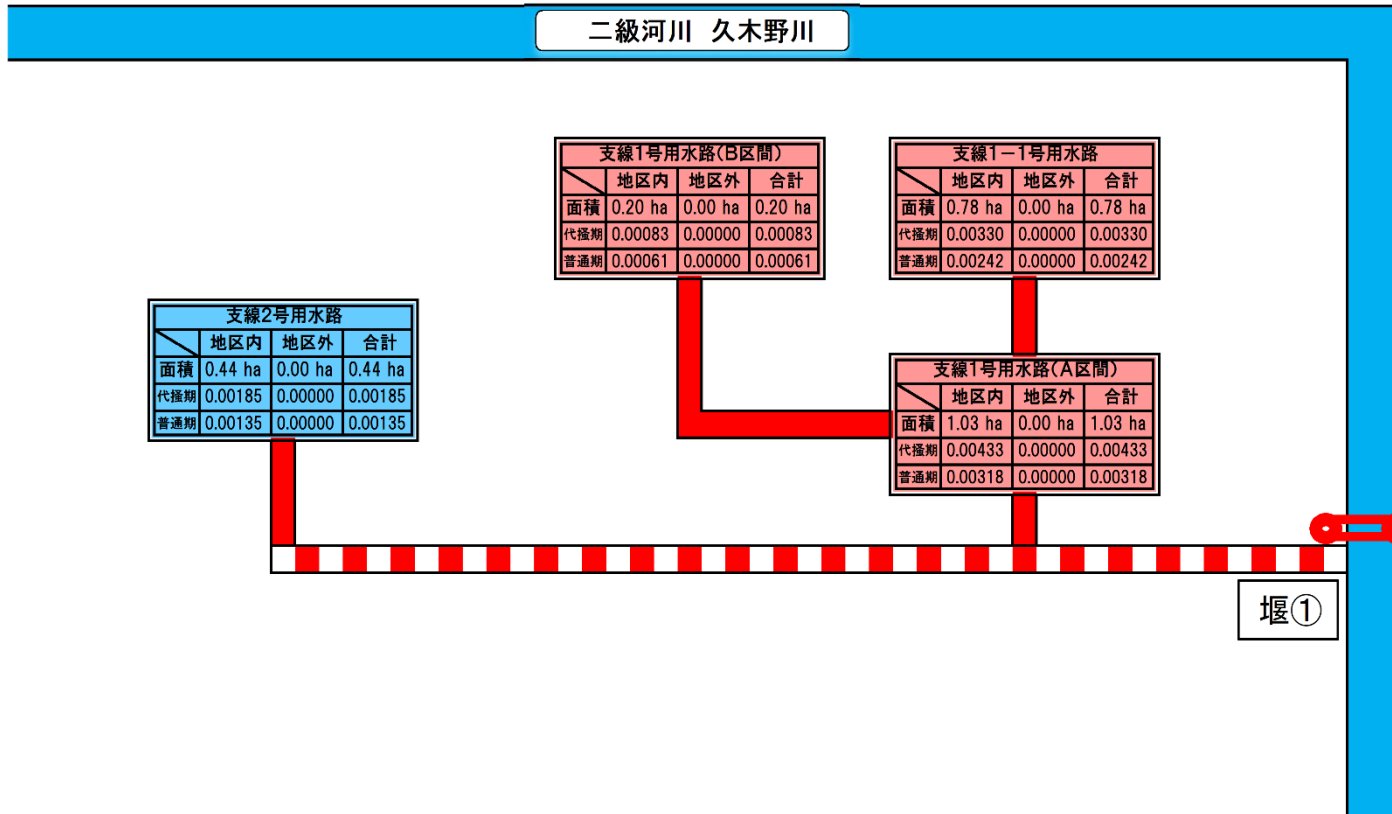 二級河川 久木野川
支線1号用水路(B区間)
地区内 地区外 合計
面積 0.20 ha 0.00 ha 0.20 ha
代掻期 0.00083 0.00000 0.00083
普通期 0.00061 0.00000 0.00061
支線1－1号用水路
地区内 地区外 合計
面積 0.78 ha 0.00 ha 0.78 ha
代掻期 0.00330 0.00000 0.00330
普通期 0.00242 0.00000 0.00242
支線2号用水路
地区内 地区外 合計
面積 0.44 ha 0.00 ha 0.44 ha
代掻期 0.00185 0.00000 0.00185
普通期 0.00135 0.00000 0.00135
支線1号用水路(A区間)
地区内 地区外 合計
面積 1.03 ha 0.00 ha 1.03 ha
代掻期 0.00433 0.00000 0.00433
普通期 0.00318 0.00000 0.00318
堰①